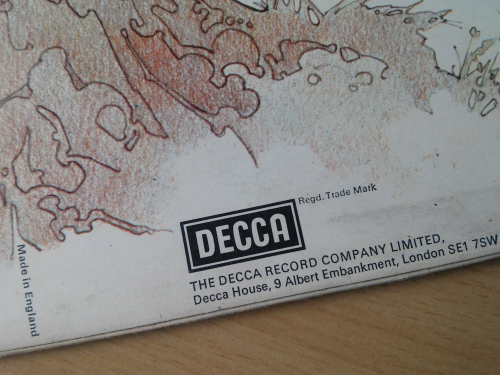 Regd. Trade Mark
DECCA
THE DECCA RECORD COMPANY LIMITED,
Decca House, 9 Albert Embankment, London SE1 7SW
Made in England